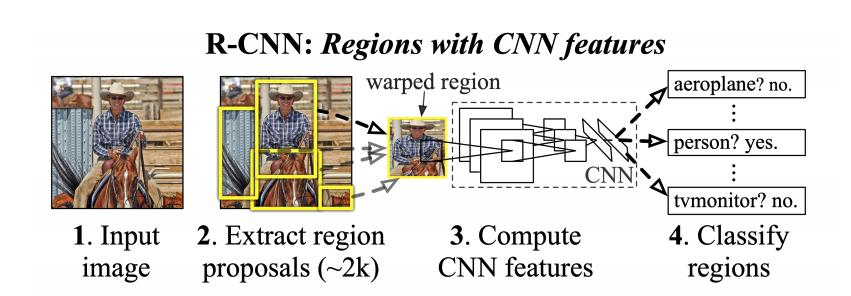 R-CNN: Regions with CNN features
warped region
aeroplane? no.
person? yes.
tvmonitor? no.
CNN
1. Input
image
2. Extract region
proposals (~2k)
3. Compute
CNN features
4. Classify
regions